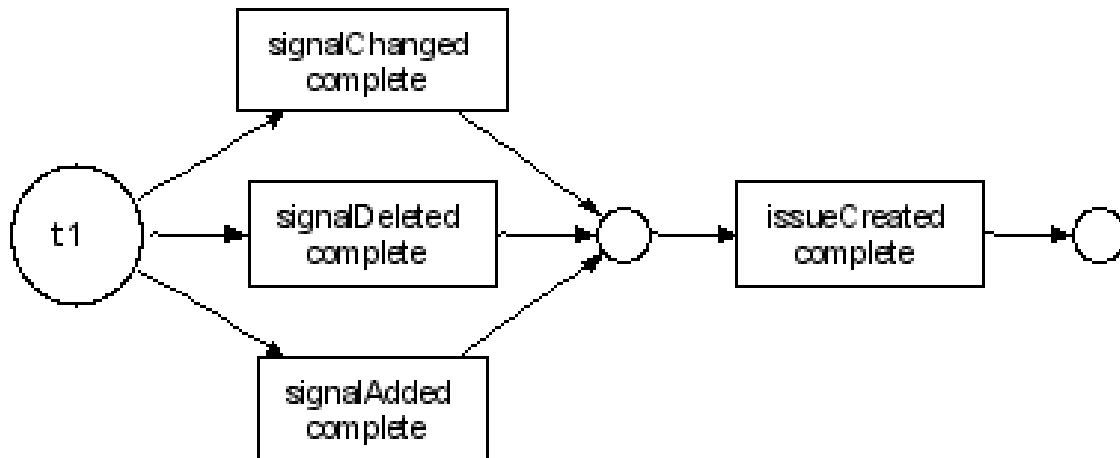 signalChanged
complete
t1
signalDeleted
complete
issueCreated
complete
signalAdded
complete